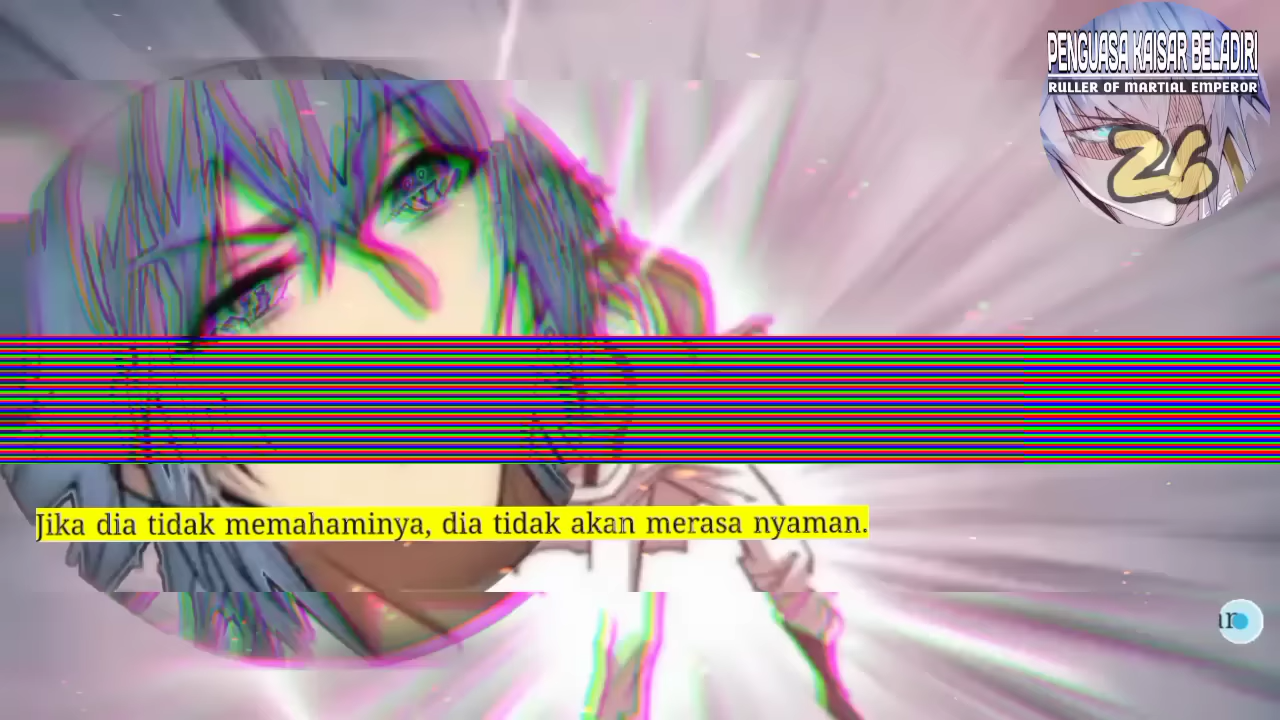 PENGUASA KAISAR BELADIRI
RULLER OF MARTIAL EMPEROR
26
Jika dia tidak memahaminya, dia tidak akan merasa nyaman.